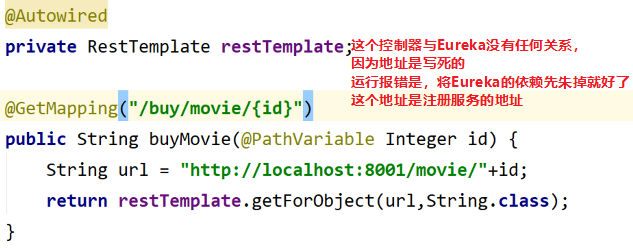 @Autowired
private RestTemplate restTemplate;
这个控制器与Eureka没有任何关系，
因为地址是写死的
运行报错是，将Eureka的依赖先朱掉就好了
这个地址是注册服务的地址
@GetMapping("/buy/movie/{id}")
public String buyMovie(@PathVariable Integer id) {
String url = "http://localhost:8001/movie/"+id;
return restTemplate.getForObject(url,String.class);
}